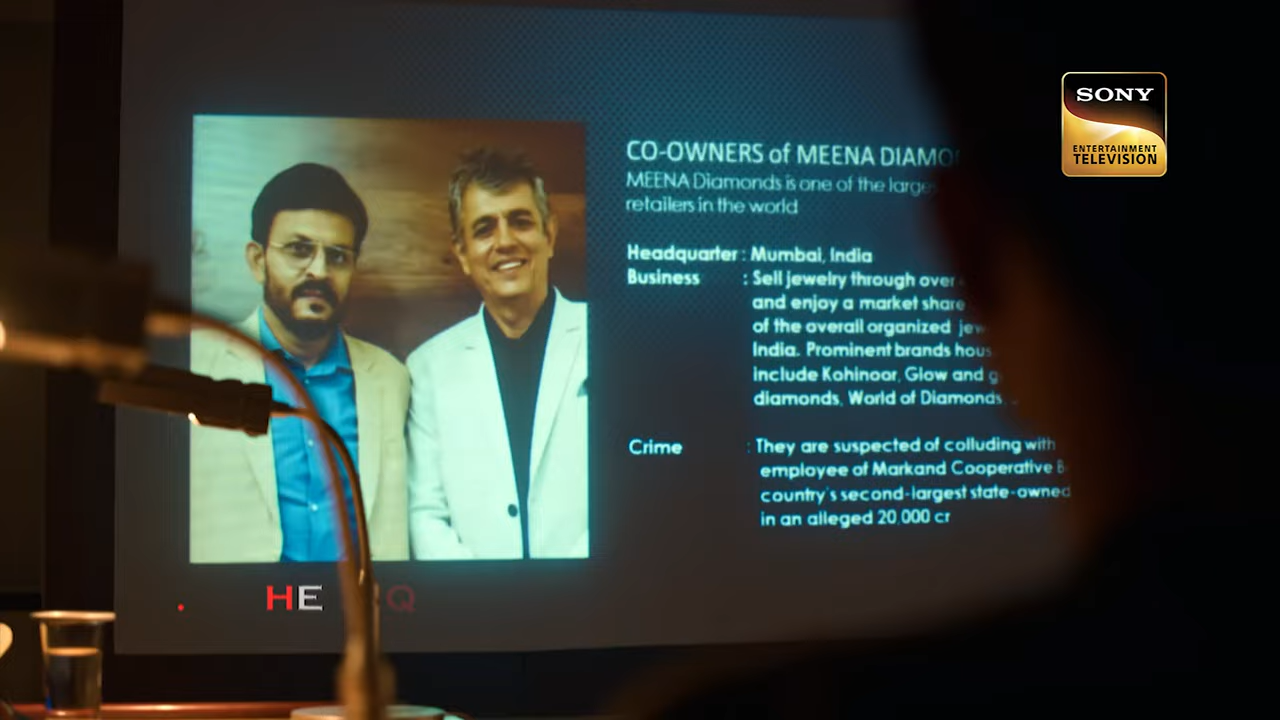 SONY
ENTERTAINMENT
TELEVISION
CO-OWNERS of MEENA
MEENA Diamonds is one of the
retailers in the world
Headquarter : Mumbai, India
Business : Sell jewelry through over
and enjoy a market share
of the overall organized
India. Prominent brands
include Kohinoor, Glow and
diamonds, World of Diamonds
Crime : They are suspected of colluding with
employee of Markand Cooperative
country's second-largest state-owned
in an alleged 20,000 cr
HE Q